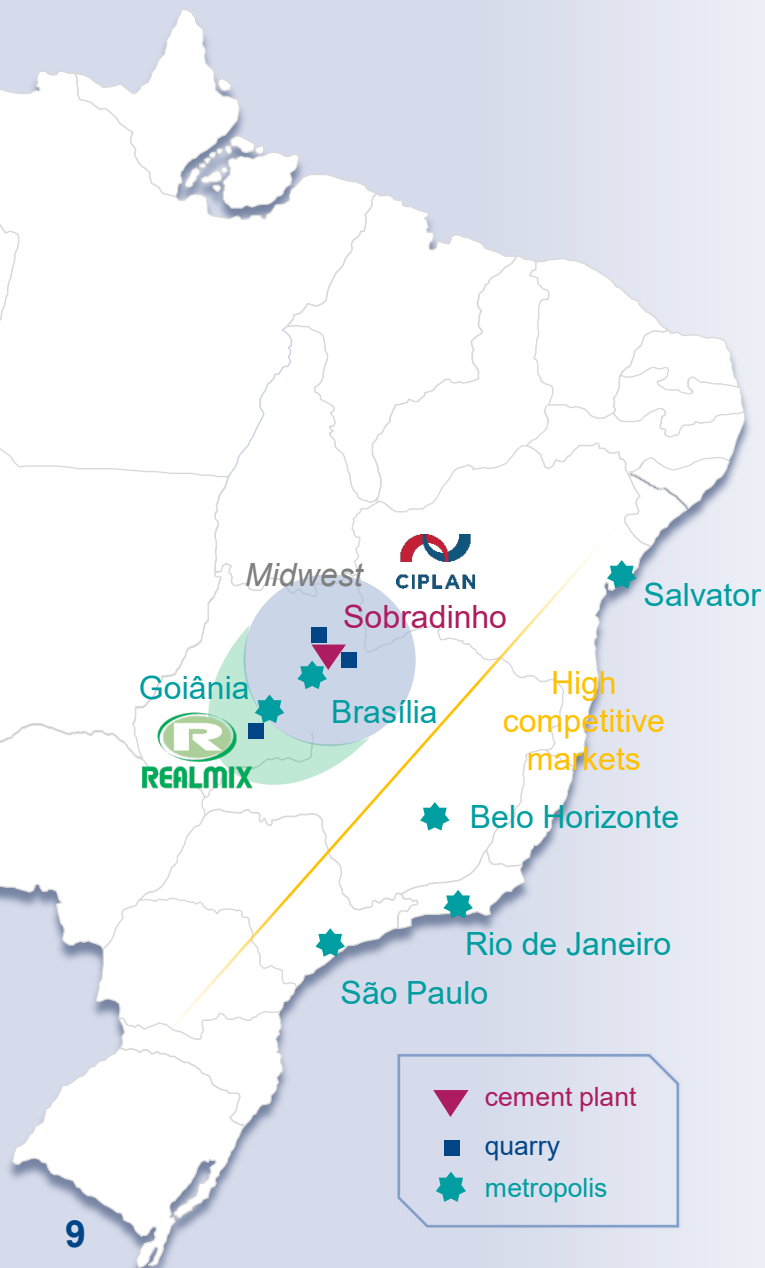 CIPLAN
Midwest
Salvator
Sobradinho
Goiânia
High
competitive
markets
Brasília
R
REALMIX
Belo Horizonte
Rio de Janeiro
São Paulo
cement plant
quarry
metropolis
9